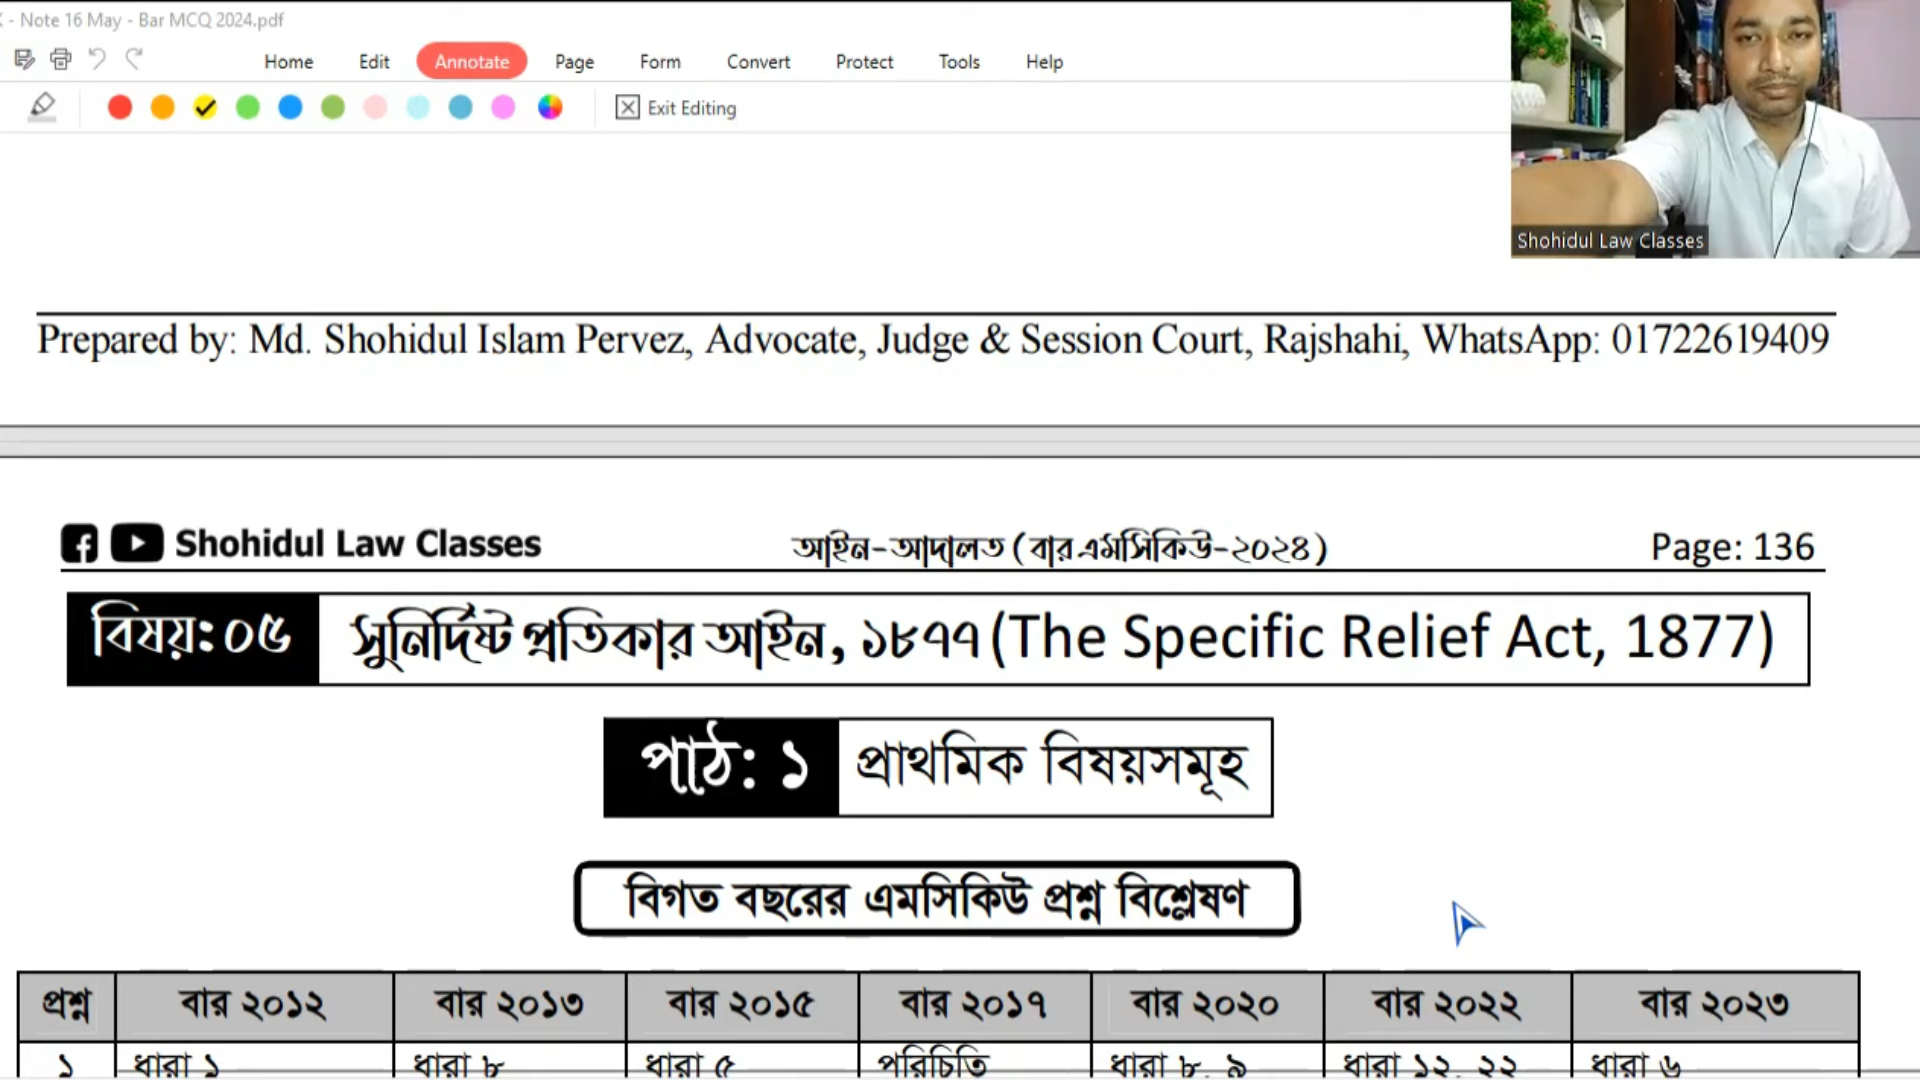 - Note 16 May - Bar MCQ 2024.pdf
Home Edit Annotate Page Form Convert Protect Tools Help
Exit Editing
Shohidul Law Classes
Prepared by: Md. Shohidul Islam Pervez, Advocate, Judge & Session Court, Rajshahi, WhatsApp: 01722619409
Shohidul Law Classes আইন-আদালত (বার এমসিকিউ-২০২৪) Page: 136
বিষয়: ০৫ সুনির্দিষ্ট প্রতিকার আইন, ১৮৭৭ (The Specific Relief Act, 1877)
পাঠ: ১ প্রাথমিক বিষয়সমূহ
বিগত বছরের এমসিকিউ প্রশ্ন বিশ্লেষণ
প্রশ্ন বার ২০১২ বার ২০১৩ বার ২০১৫ বার ২০১৭ বার ২০২০ বার ২০২২ বার ২০২৩
১ ধারা ১ ধারা ৮ ধারা ৫ পরিচিতি ধারা ৮, ৯ ধারা ১২, ২২ ধারা ৬